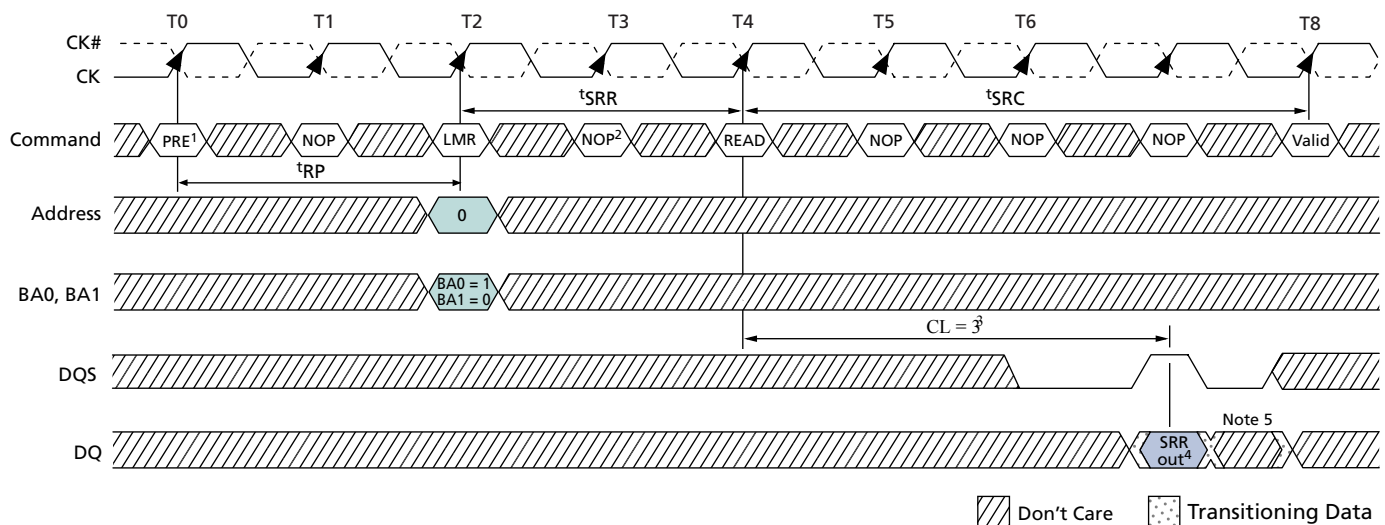 T0 T1 T2 T3 T4 T5 T6 T8
CK#
CK
tSRR tSRC
Command PRE1 NOP LMR NOP2 READ NOP NOP NOP Valid
tRP
Address 0
BA0, BA1 BA0 = 1
BA1 = 0
CL = 33
DQS
Note 5
DQ SRR
out4
Don't Care Transitioning Data